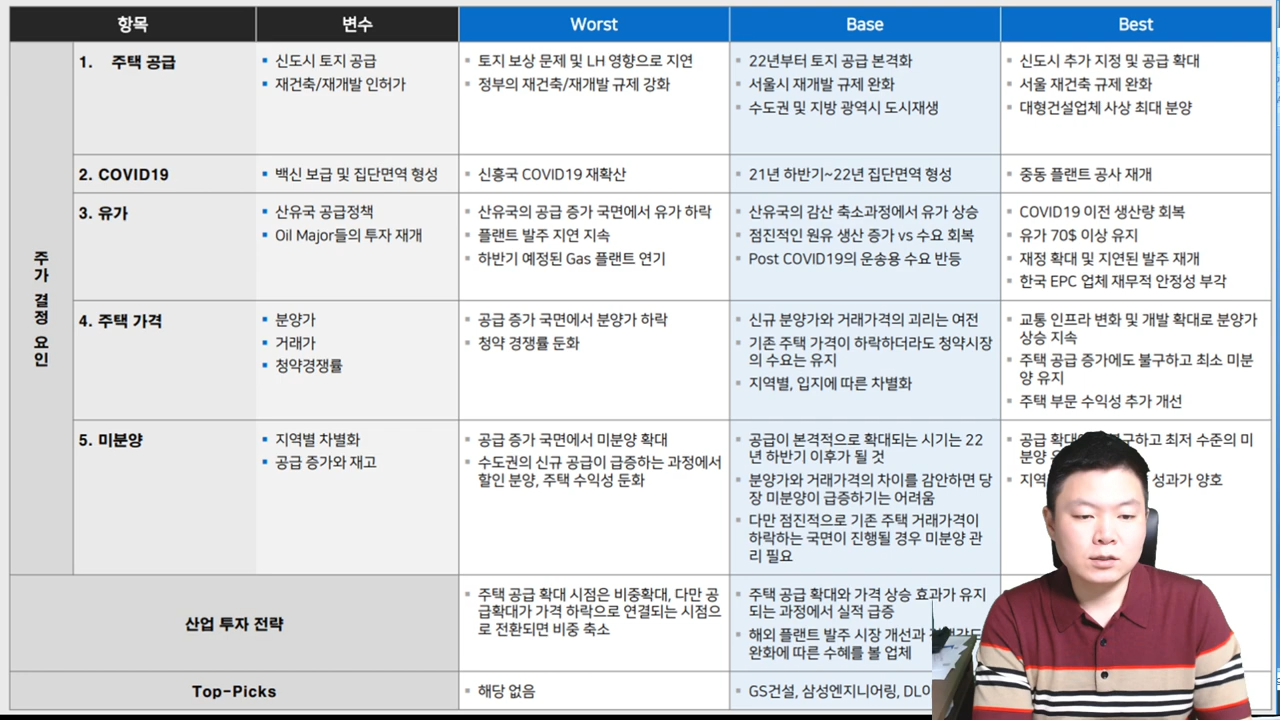 항목 변수 Worst Base Best
주가 결정 요인
1. 주택 공급
신도시 토지 공급
재건축/재개발 인허가
토지 보상 문제 및 LH 영향으로 지연
정부의 재건축/재개발 규제 강화
22년부터 토지 공급 본격화
서울시 재개발 규제 완화
수도권 및 지방 광역시 도시재생
신도시 추가 지정 및 공급 확대
서울 재건축 규제 완화
대형건설업체 사상 최대 분양
2. COVID19
백신 보급 및 집단면역 형성
신흥국 COVID19 재확산
21년 하반기~22년 집단면역 형성
중동 플랜트 공사 재개
3. 유가
산유국 공급정책
Oil Major들의 투자 재개
산유국의 공급 증가 국면에서 유가 하락
플랜트 발주 지연 지속
하반기 예정된 Gas 플랜트 연기
산유국의 감산 축소과정에서 유가 상승
점진적인 원유 생산 증가 vs 수요 회복
Post COVID19의 운송용 수요 반등
COVID19 이전 생산량 회복
유가 70$ 이상 유지
재정 확대 및 지연된 발주 재개
한국 EPC 업체 재무적 안정성 부각
4. 주택 가격
분양가
거래가
청약경쟁률
공급 증가 국면에서 분양가 하락
청약 경쟁률 둔화
신규 분양가와 거래가격의 괴리는 여전
기존 주택 가격이 하락하더라도 청약시장
의 수요는 유지
지역별, 입지에 따른 차별화
교통 인프라 변화 및 개발 확대로 분양가
상승 지속
주택 공급 증가에도 불구하고 최소 미분
양 유지
주택 부문 수익성 추가 개선
5. 미분양
지역별 차별화
공급 증가와 재고
공급 증가 국면에서 미분양 확대
수도권의 신규 공급이 급증하는 과정에서
할인 분양, 주택 수익성 둔화
공급이 본격적으로 확대되는 시기는 22
년 하반기 이후가 될 것
분양가와 거래가격의 차이를 감안하면 당
장 미분양이 급증하기는 어려움
다만 점진적으로 기존 주택 거래가격이
하락하는 국면이 진행될 경우 미분양 관
리 필요
공급 하고 최저 수준의 미
분양
지역 성과가 양호
산업 투자 전략
주택 공급 확대 시점은 비중확대, 다만 공
급확대가 가격 하락으로 연결되는 시점으
로 전환되면 비중 축소
주택 공급 확대와 가격 상승 효과가 유지
되는 과정에서 실적 급증
해외 플랜트 발주 시장 개선과
완화에 따른 수혜를 볼 업체
Top-Picks
해당 없음
GS건설, 삼성엔지니어링,